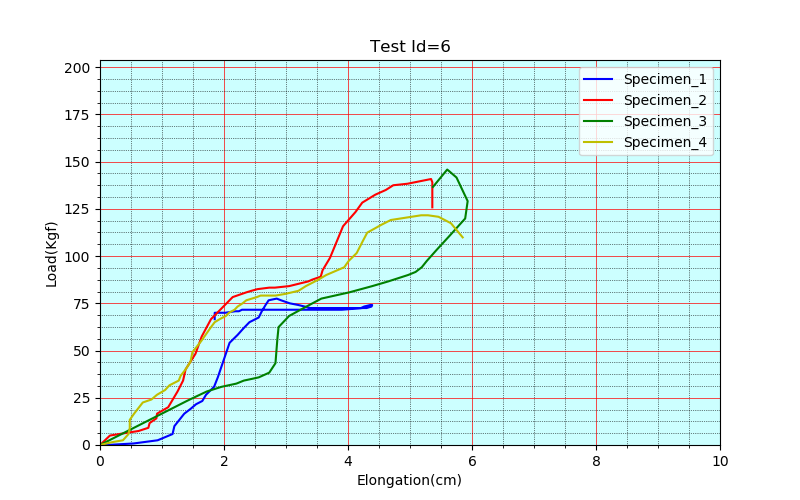 Test Id=6
Specimen_1
Specimen_2
Specimen_3
Specimen_4
200
175
150
125
100
75
50
25
0
Load(Kgf)
0 2 4 6 8 10
Elongation(cm)